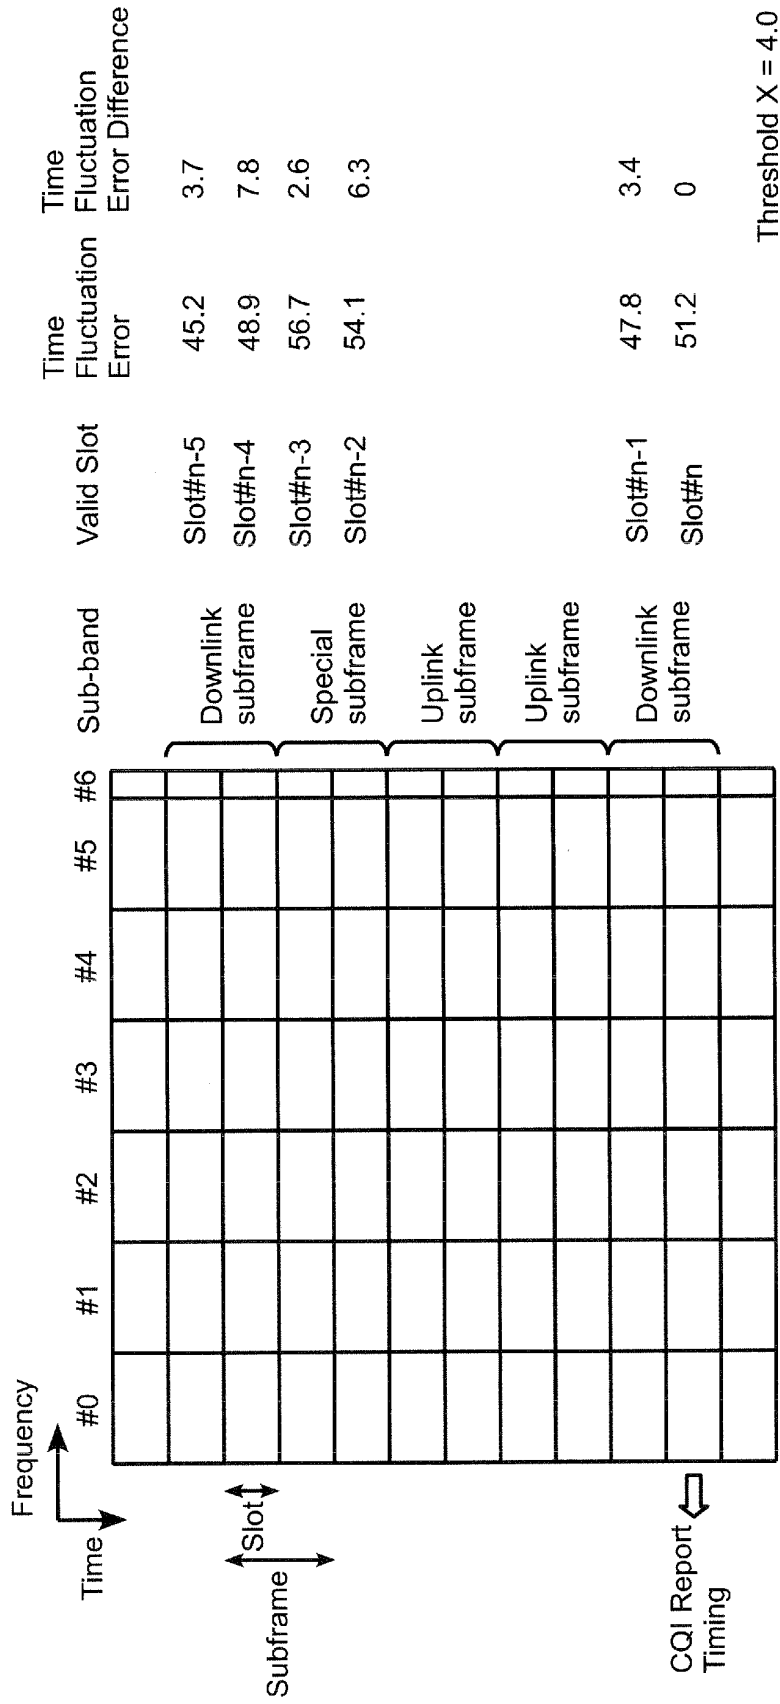 Frequency
Time
#0 #1 #2 #3 #4 #5 #6
Sub-band
Valid Slot
Time
Fluctuation
Error
Time
Fluctuation
Error Difference
Slot
Subframe
Downlink
subframe
Slot#n-5 45.2 3.7
Slot#n-4 48.9 7.8
Special
subframe
Slot#n-3 56.7 2.6
Slot#n-2 54.1 6.3
Uplink
subframe
Uplink
subframe
Downlink
subframe
Slot#n-1 47.8 3.4
Slot#n 51.2 0
CQI Report
Timing
Threshold X = 4.0